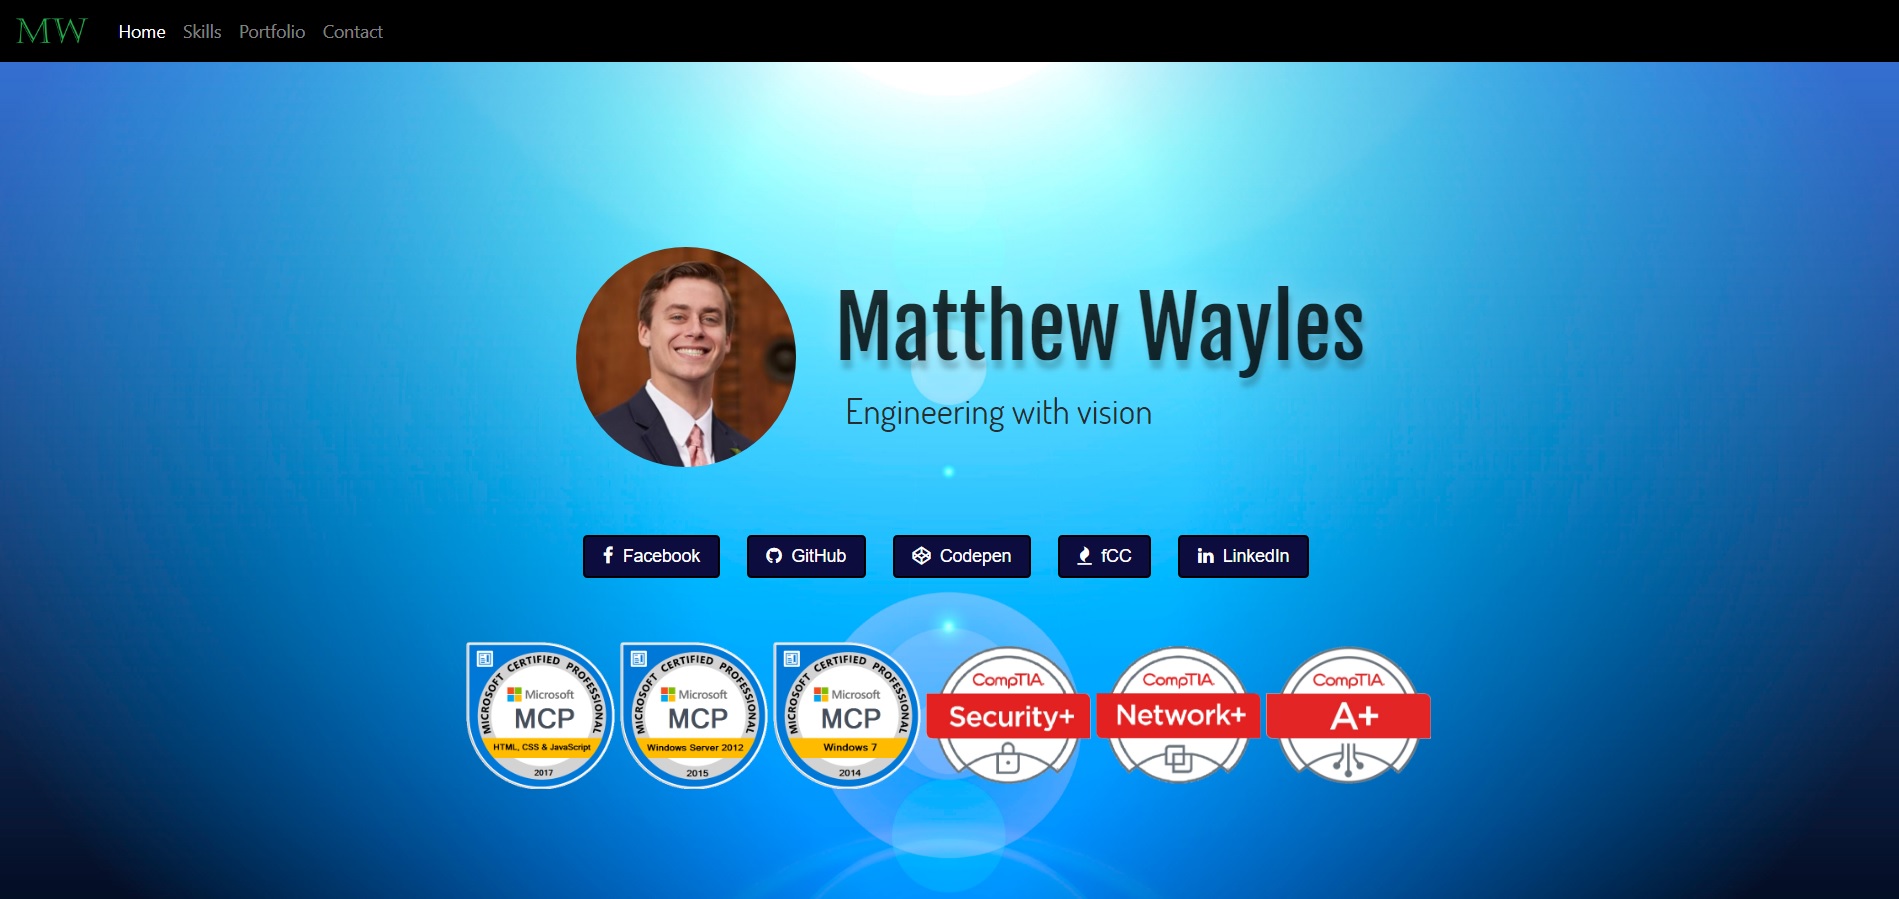 MW Home Skills Portfolio Contact
Matthew Wayles
Engineering with vision
Facebook GitHub Codepen fCC LinkedIn
MICROSOFT CERTIFIED PROFESSIONAL
Microsoft
MCP
HTML, CSS & JavaScript
2017
MICROSOFT CERTIFIED PROFESSIONAL
Microsoft
MCP
Windows Server 2012
2015
MICROSOFT CERTIFIED PROFESSIONAL
Microsoft
MCP
Windows 7
2014
CompTIA.
Security+
CompTIA.
Network+
CompTIA.
A+